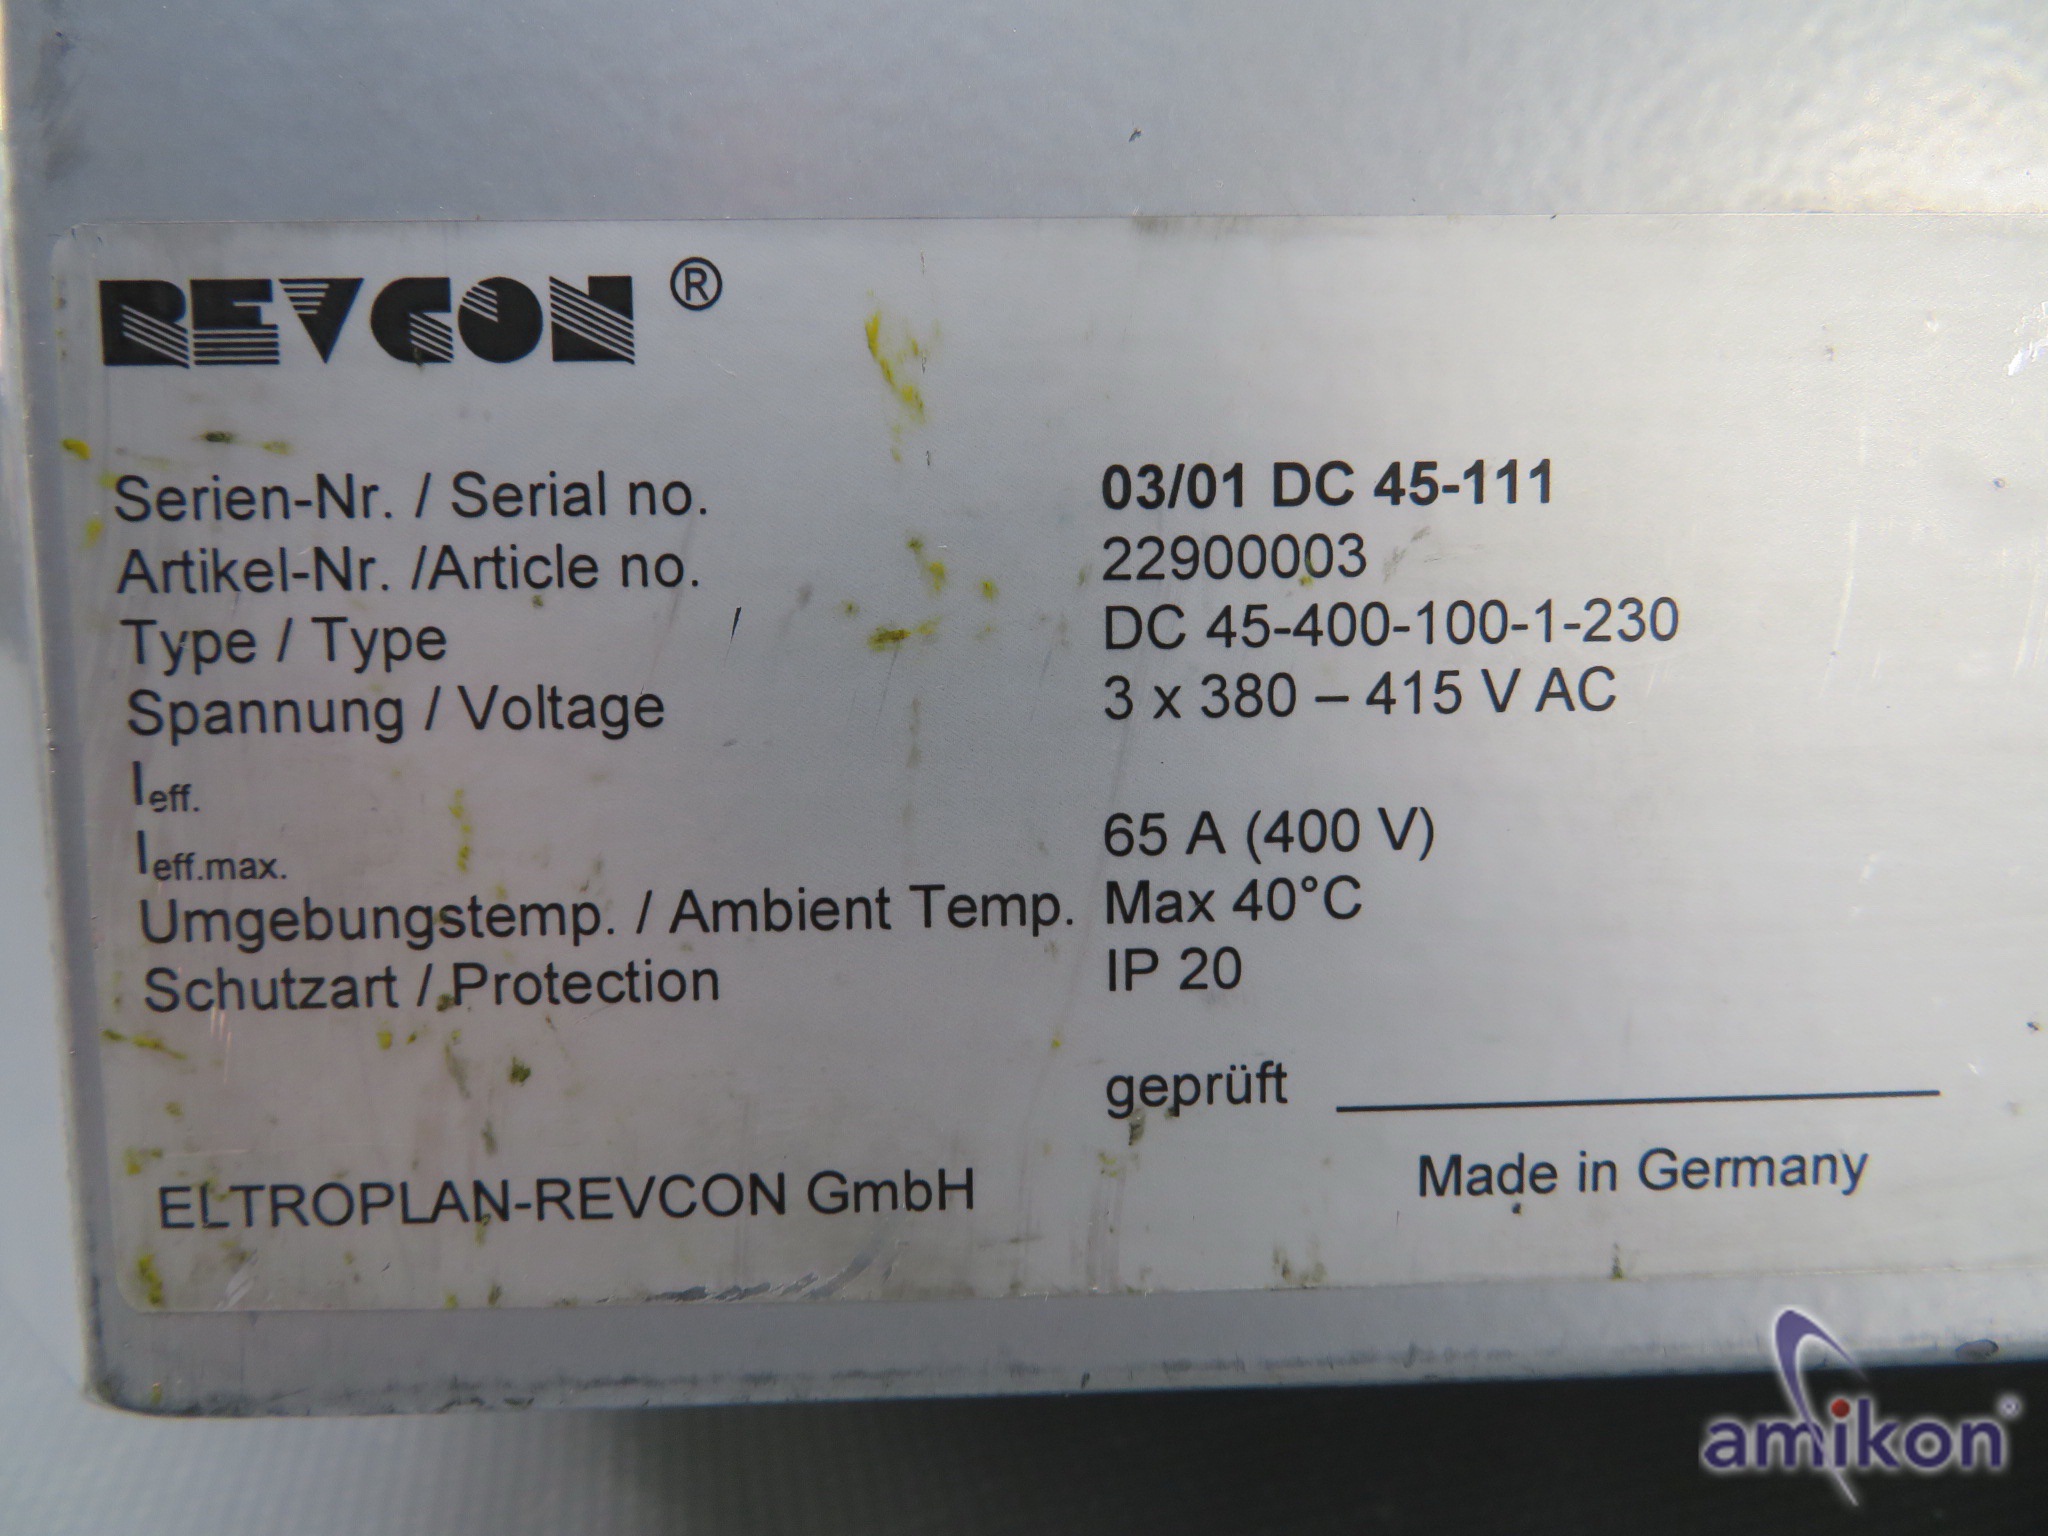 REVCON ®
Serien-Nr. / Serial no. 03/01 DC 45-111
Artikel-Nr. /Article no. 22900003
Type / Type DC 45-400-100-1-230
Spannung / Voltage 3 x 380 – 415 V AC
Ieff.
Ieff.max. 65 A (400 V)
Umgebungstemp. / Ambient Temp. Max 40°C
Schutzart / Protection IP 20
geprüft
ELTROPLAN-REVCON GmbH Made in Germany
amikon